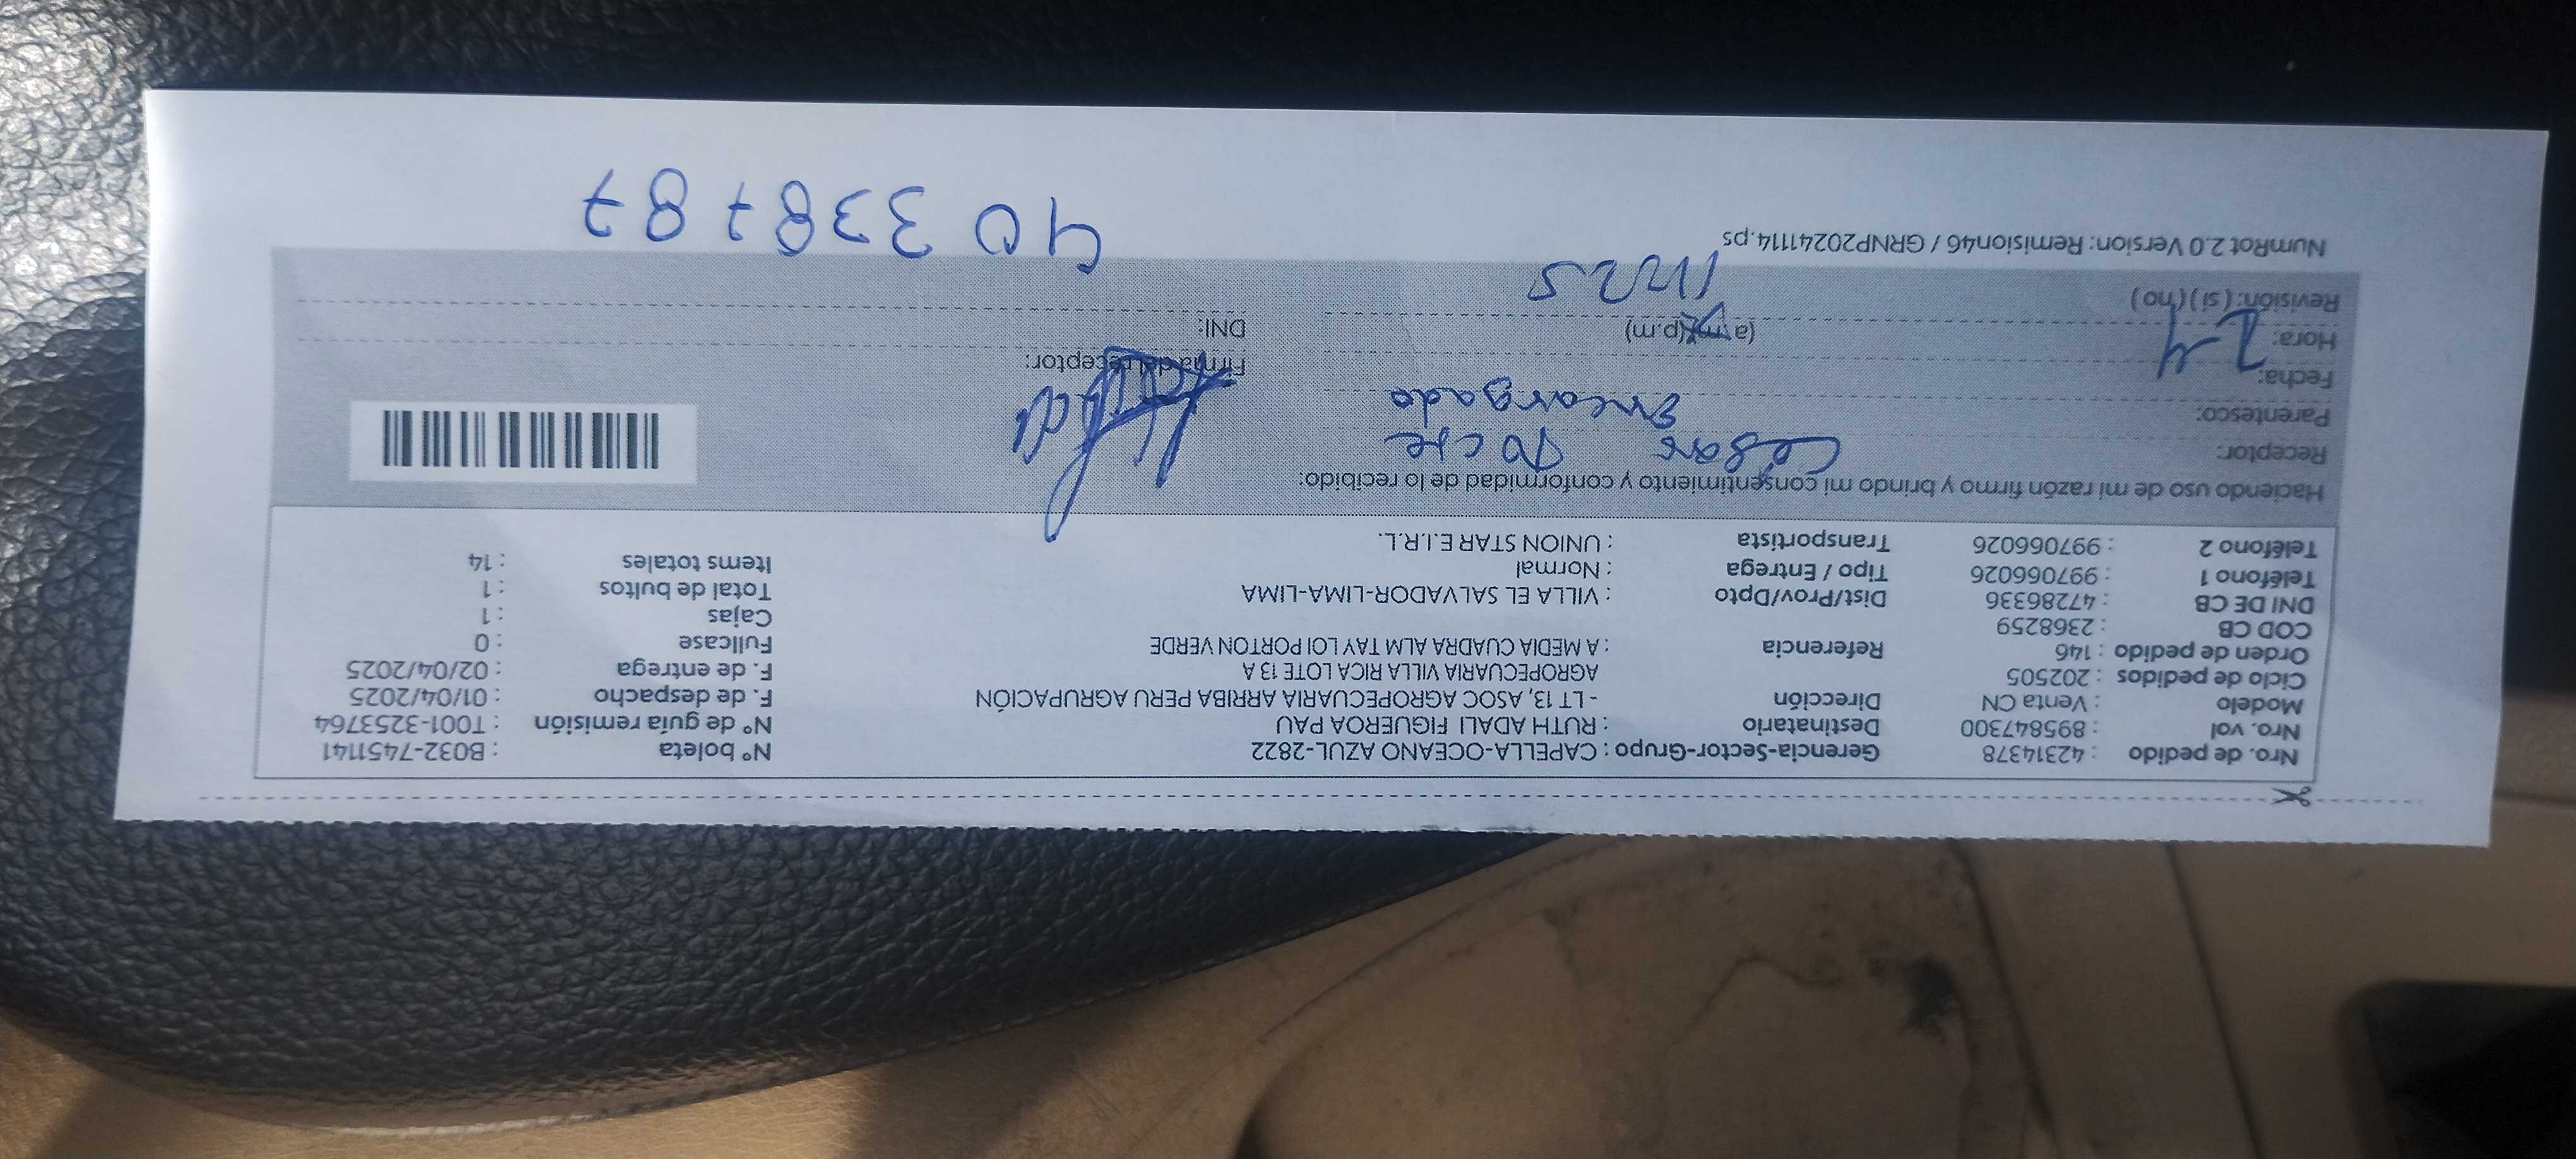 Nro. de pedido : 42314378 Gerencia-Sector-Grupo : CAPELLA-OCEANO AZUL-2822 N° boleta : B032-7451141
Nro. vol : 895847300 Destinatario : RUTH ADALI FIGUEROA PAU N° de guía remisión : T001-3253764
Modelo : Venta CN Dirección - LT 13, ASOC AGROPECUARIA ARRIBA PERU AGRUPACIÓN F. de despacho : 01/04/2025
Ciclo de pedidos : 202505 AGROPECUARIA VILLA RICA LOTE 13 A F. de entrega : 02/04/2025
Orden de pedido : 146 Referencia : A MEDIA CUADRA ALM TAY LOI PORTON VERDE Fullcase : 0
COD CB : 2368259 Cajas : 1
DNI DE CB : 47286336 Dist/Prov/Dpto : VILLA EL SALVADOR-LIMA-LIMA Total de bultos : 1
Teléfono 1 : 997066026 Tipo / Entrega : Normal Items totales : 14
Teléfono 2 : 997066026 Transportista : UNION STAR E.I.R.L.
Haciendo uso de mi razón firmo y brindo mi consentimiento y conformidad de lo recibido:
Receptor: Cesar
Parentesco: Encargado
Fecha: 2-4 Firma del receptor:
Hora: (a.m) (p.m) DNI:
Revisión: ( si ) ( no )
NumRot 2.0 Version: Remision46 / GRNP20241114.ps
40338787